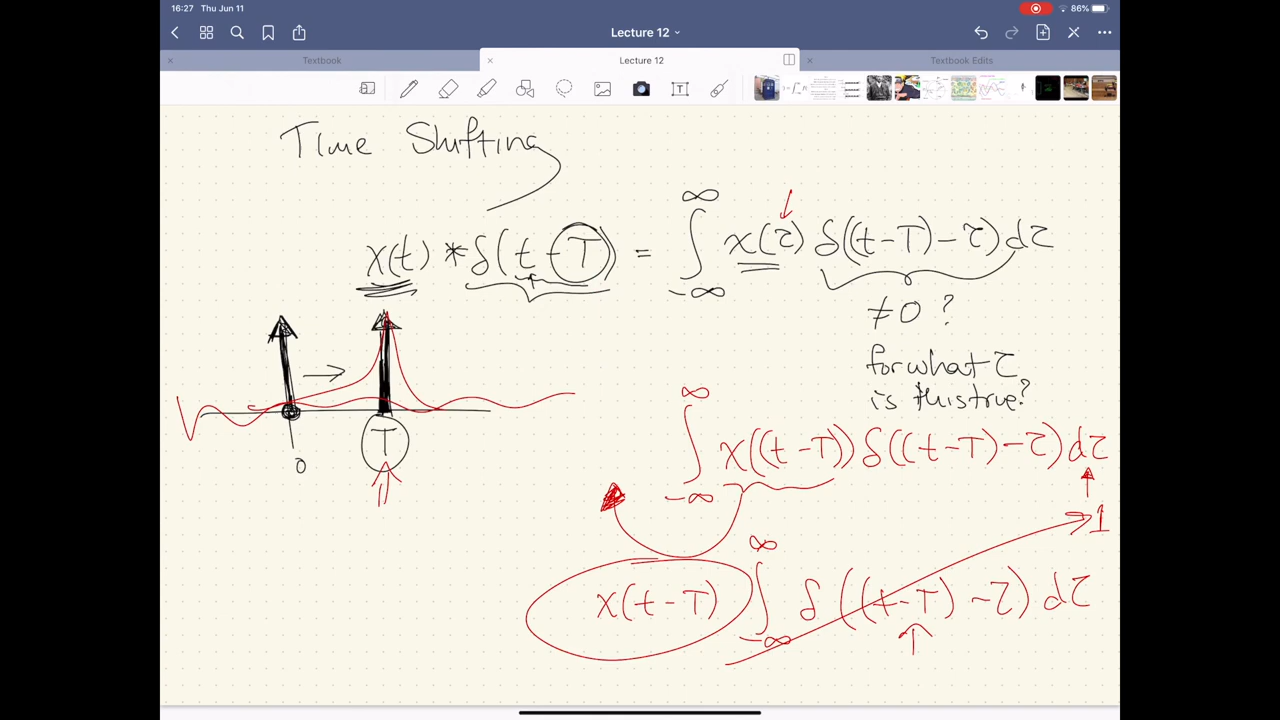 16:27 Thu Jun 11
86%
Lecture 12
Textbook
Lecture 12
Textbook Edits
Time Shifting
x(t) * δ(t - T) = ∫_{-∞}^{∞} x(τ) δ((t-T)-τ)dτ
≠0 ?
for what τ
is this true?
0
T
∫_{-∞}^{∞} x((t-T)) δ((t-T)-τ)dτ
1
x(t-T) ∫_{-∞}^{∞} δ((t-T)-τ)dτ